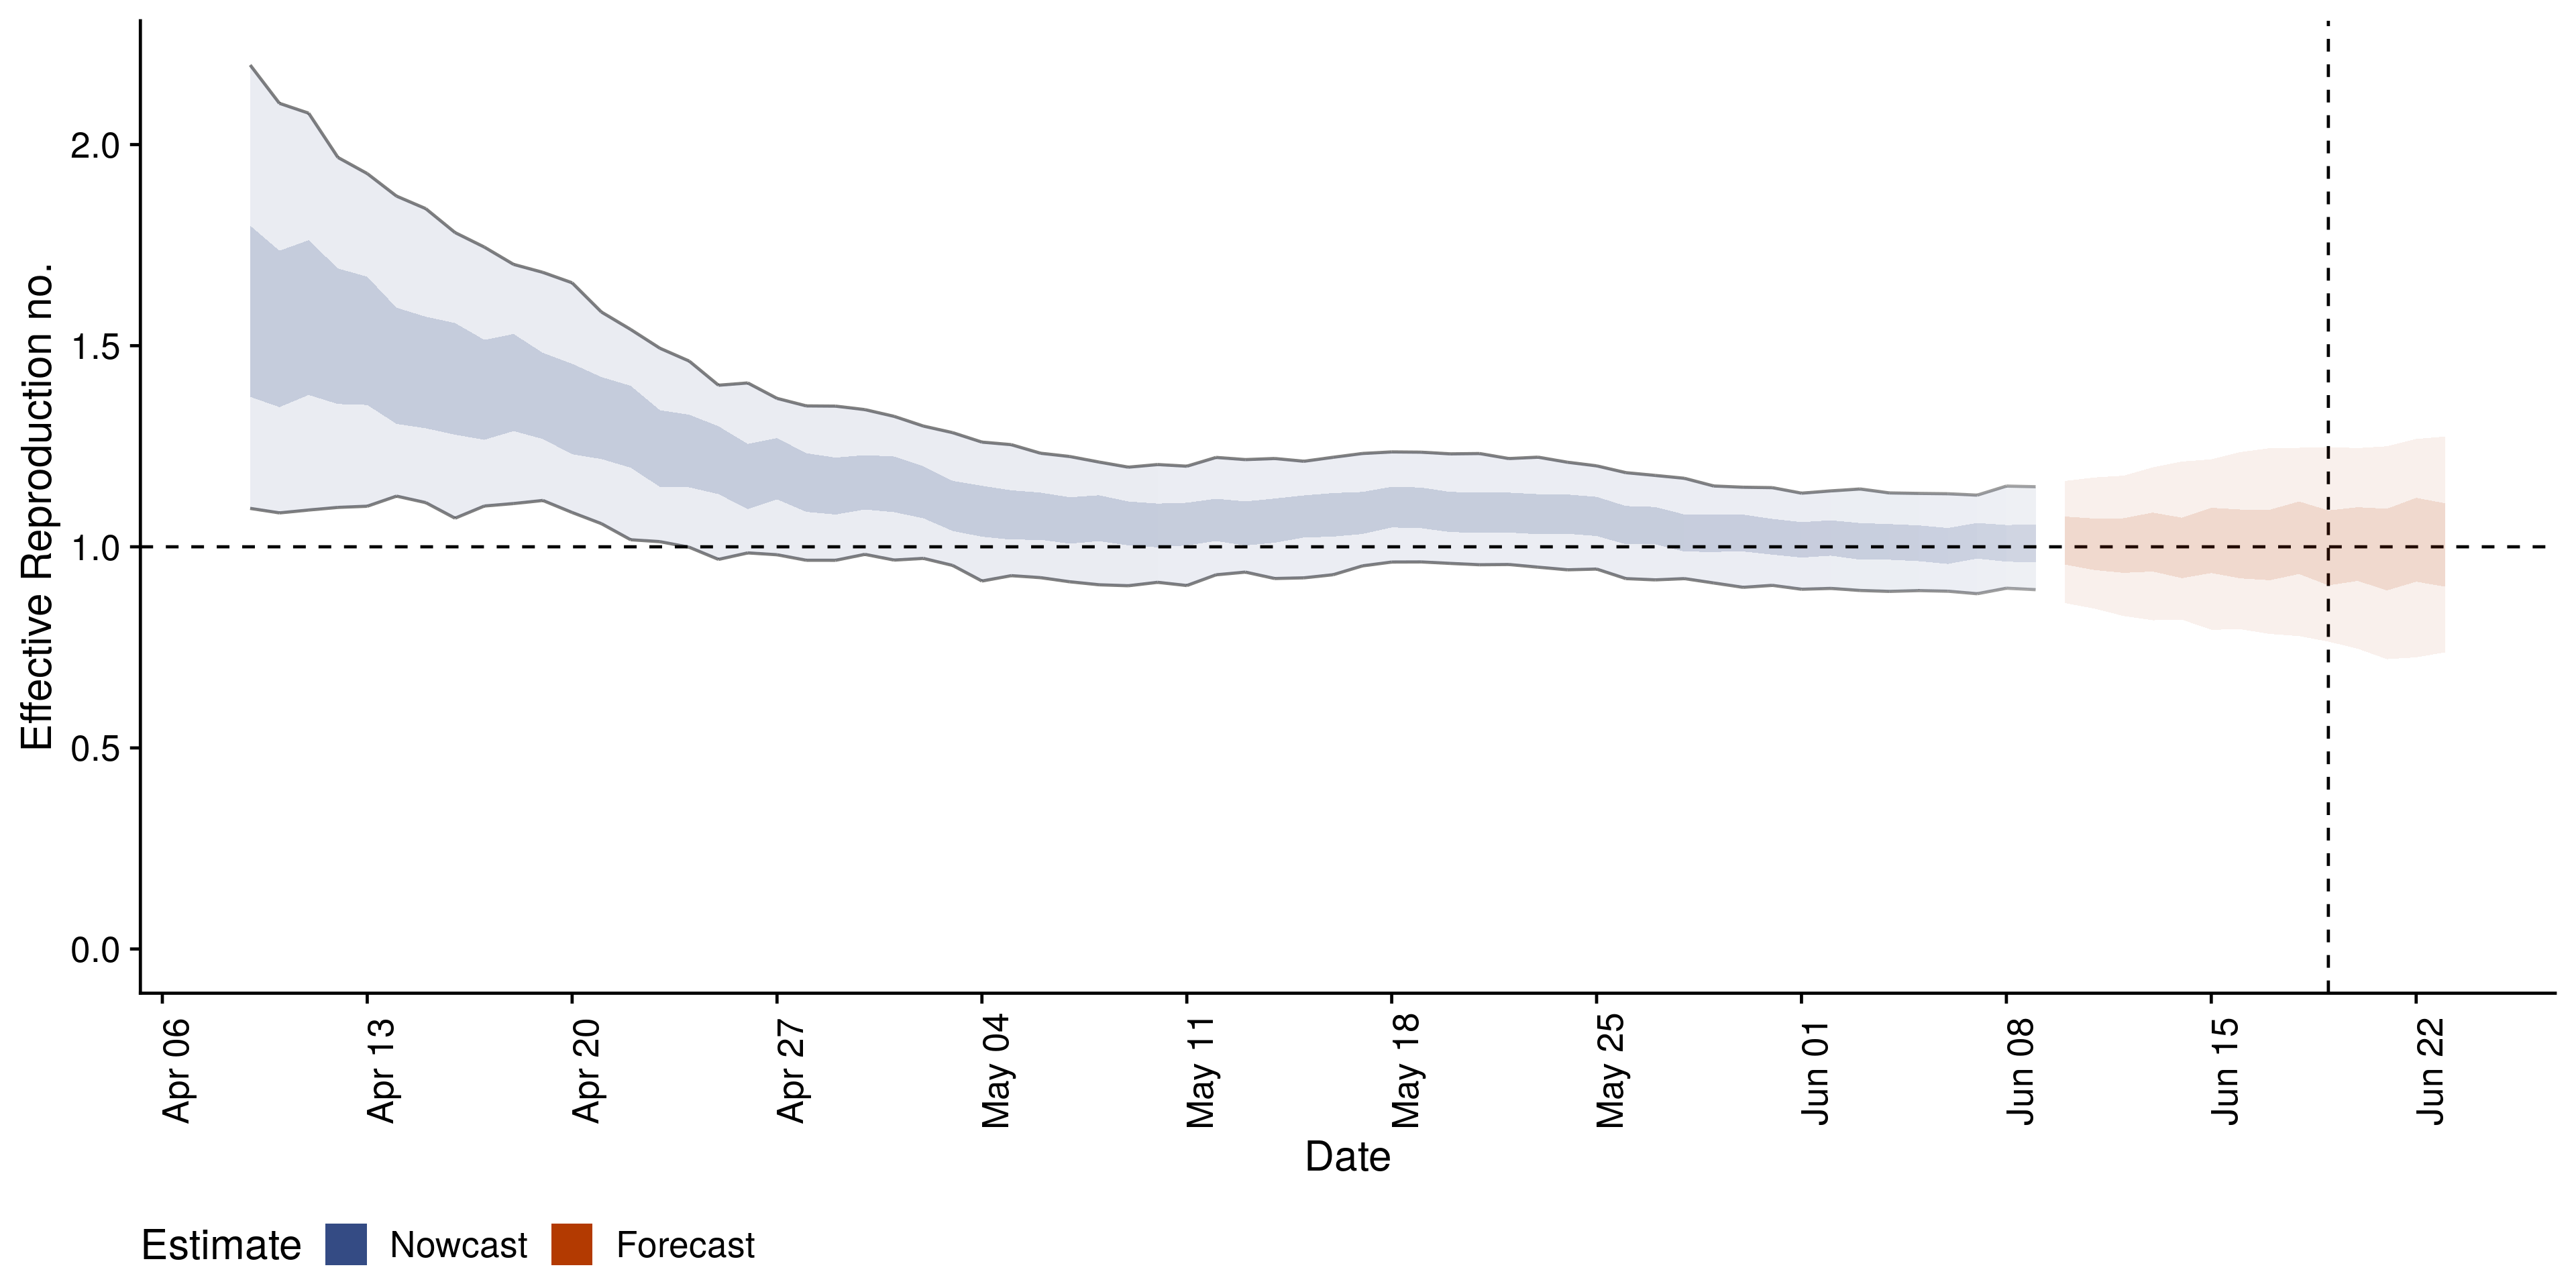 Effective Reproduction no.
2.0
1.5
1.0
0.5
0.0
Apr 06
Apr 13
Apr 20
Apr 27
May 04
May 11
May 18
May 25
Jun 01
Jun 08
Jun 15
Jun 22
Date
Estimate Nowcast Forecast